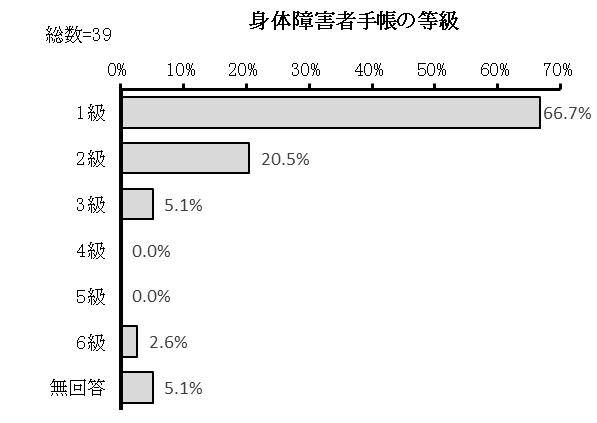 身体障害者手帳の等級
総数=39
0% 10% 20% 30% 40% 50% 60% 70%
1級 66.7%
2級 20.5%
3級 5.1%
4級 0.0%
5級 0.0%
6級 2.6%
無回答 5.1%